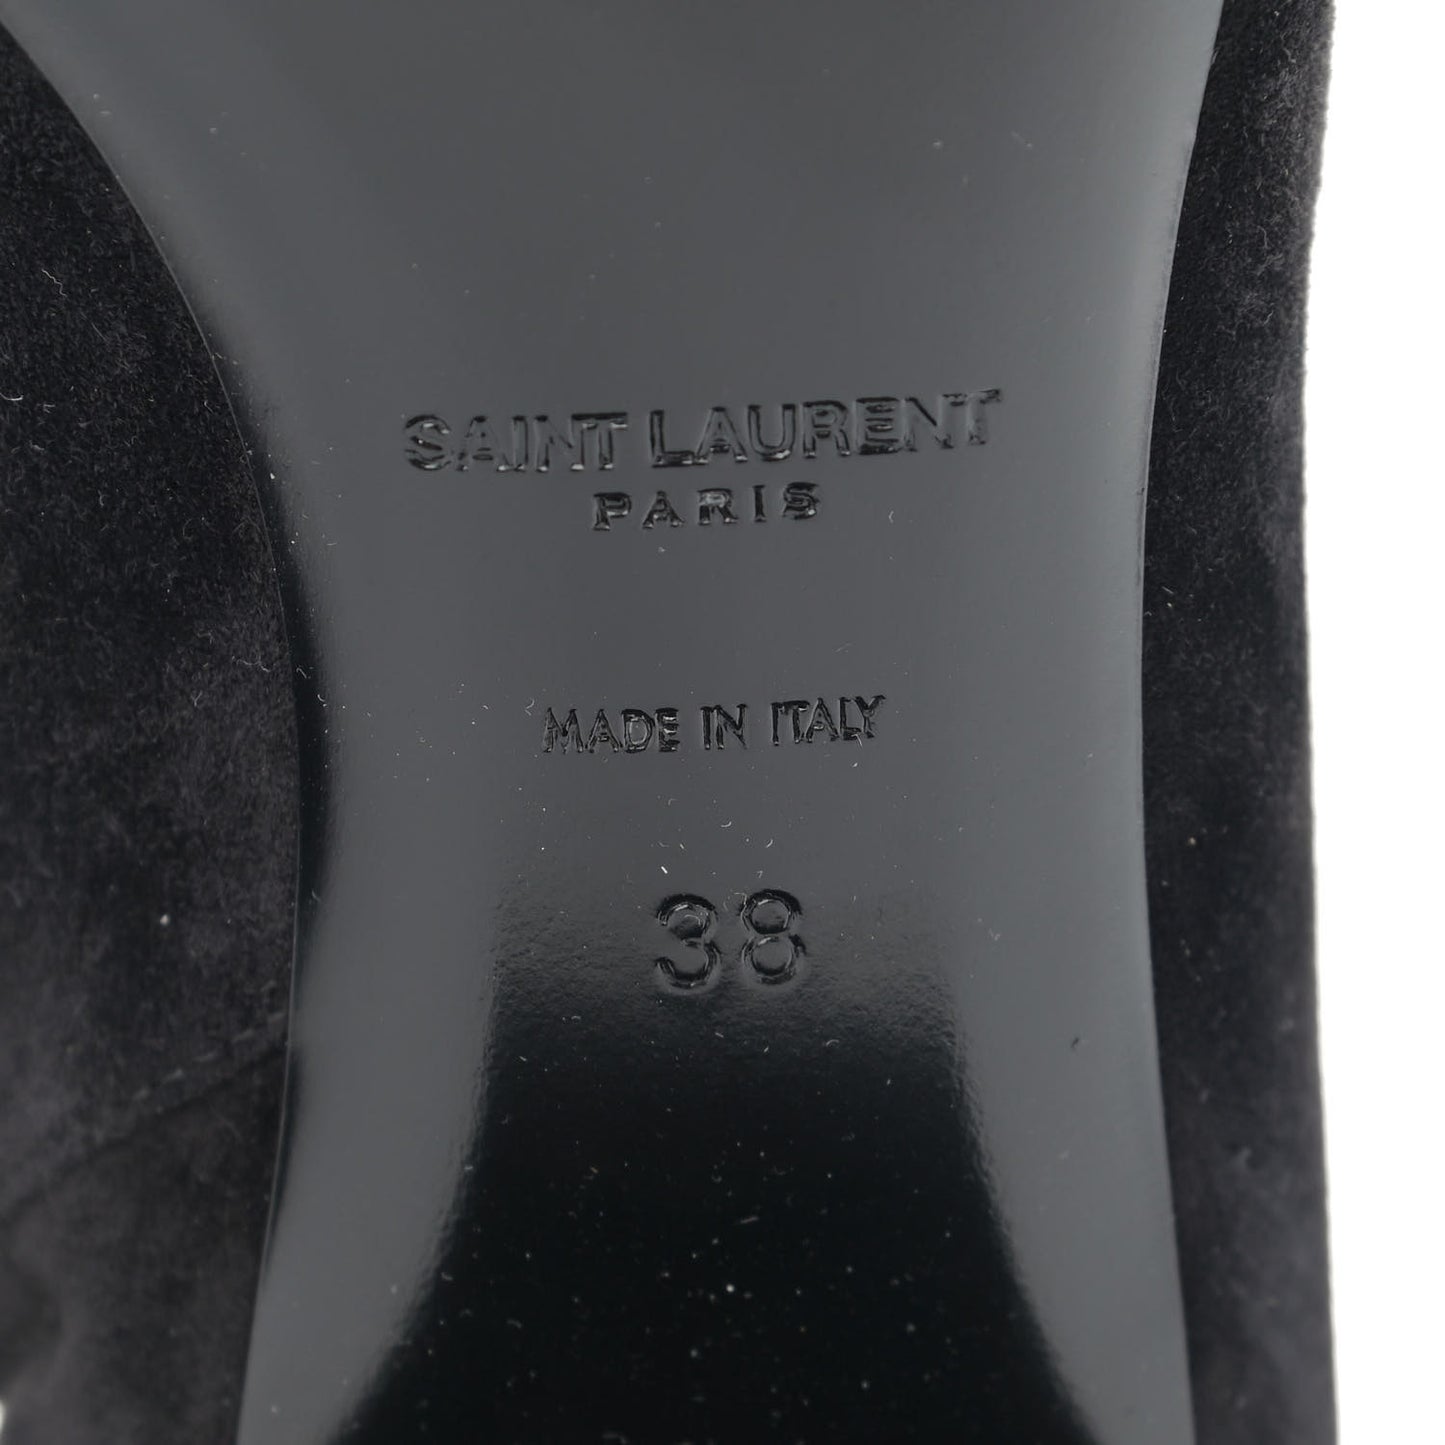 SAINT LAURENT
PARIS
MADE IN ITALY
38